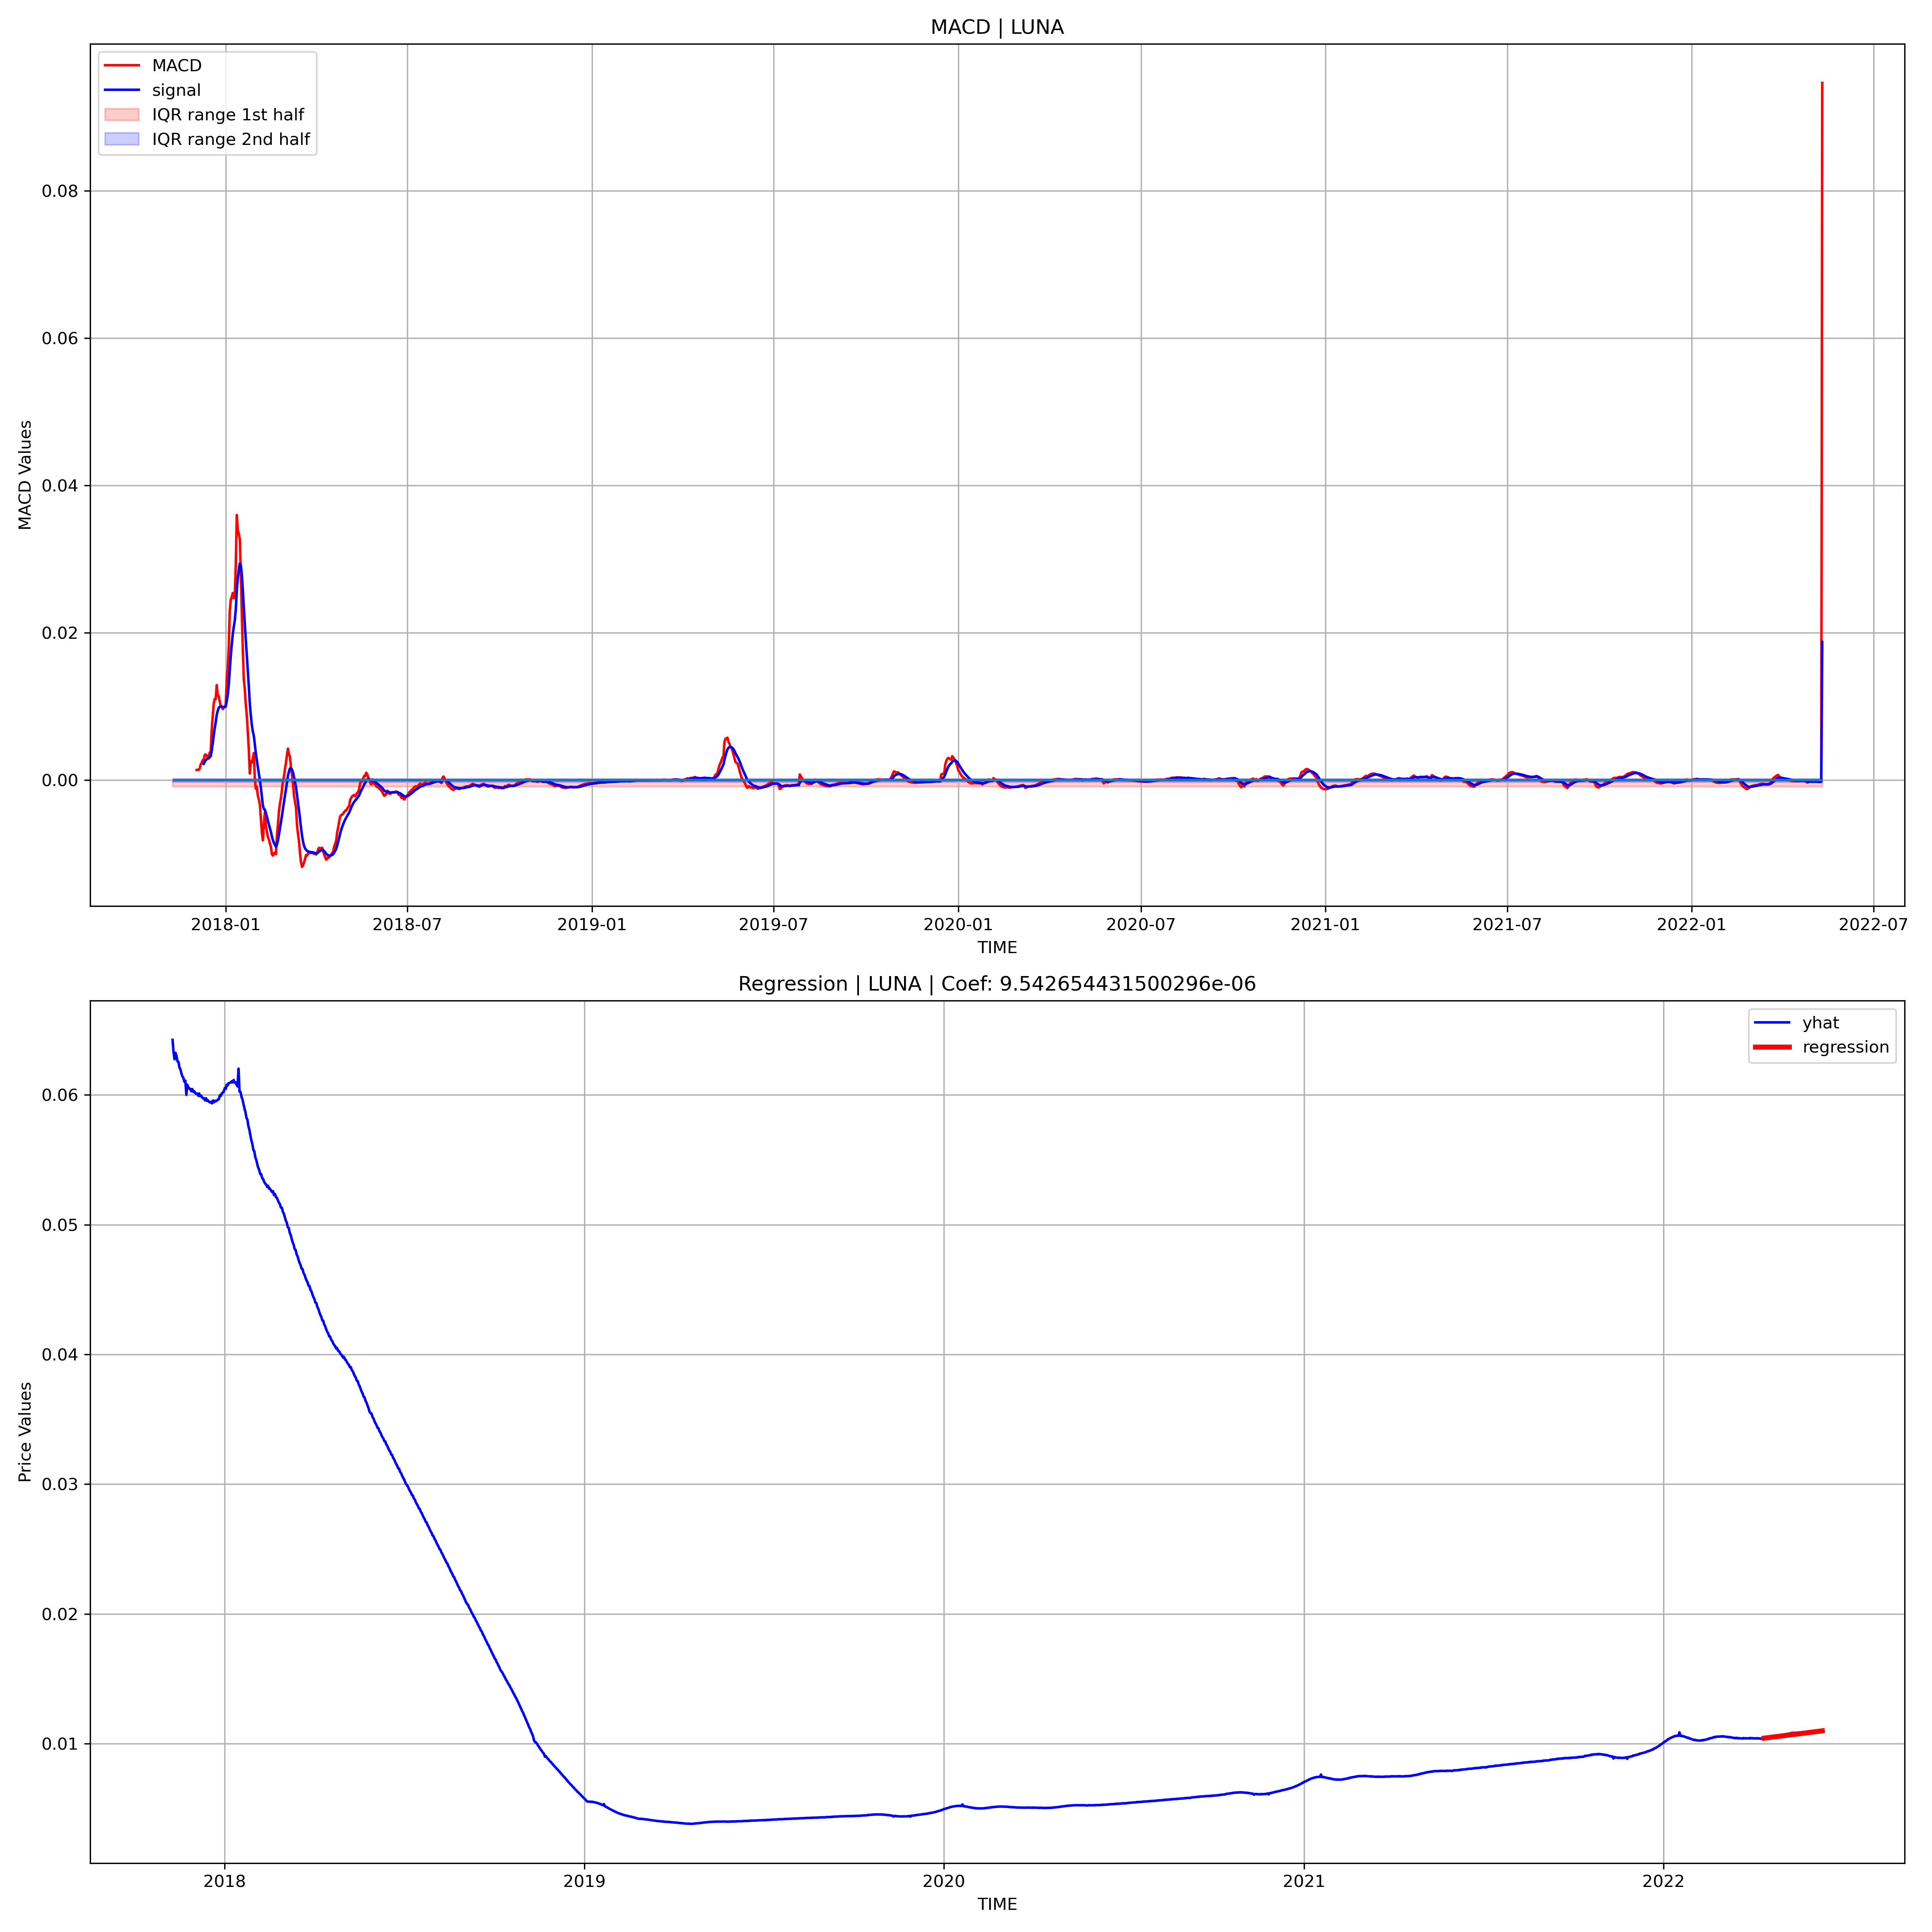 MACD | LUNA
MACD
signal
IQR range 1st half
IQR range 2nd half
MACD Values
0.08
0.06
0.04
0.02
0.00
2018-01
2018-07
2019-01
2019-07
2020-01
2020-07
2021-01
2021-07
2022-01
2022-07
TIME
Regression | LUNA | Coef: 9.542654431500296e-06
yhat
regression
Price Values
0.06
0.05
0.04
0.03
0.02
0.01
2018
2019
2020
2021
2022
TIME